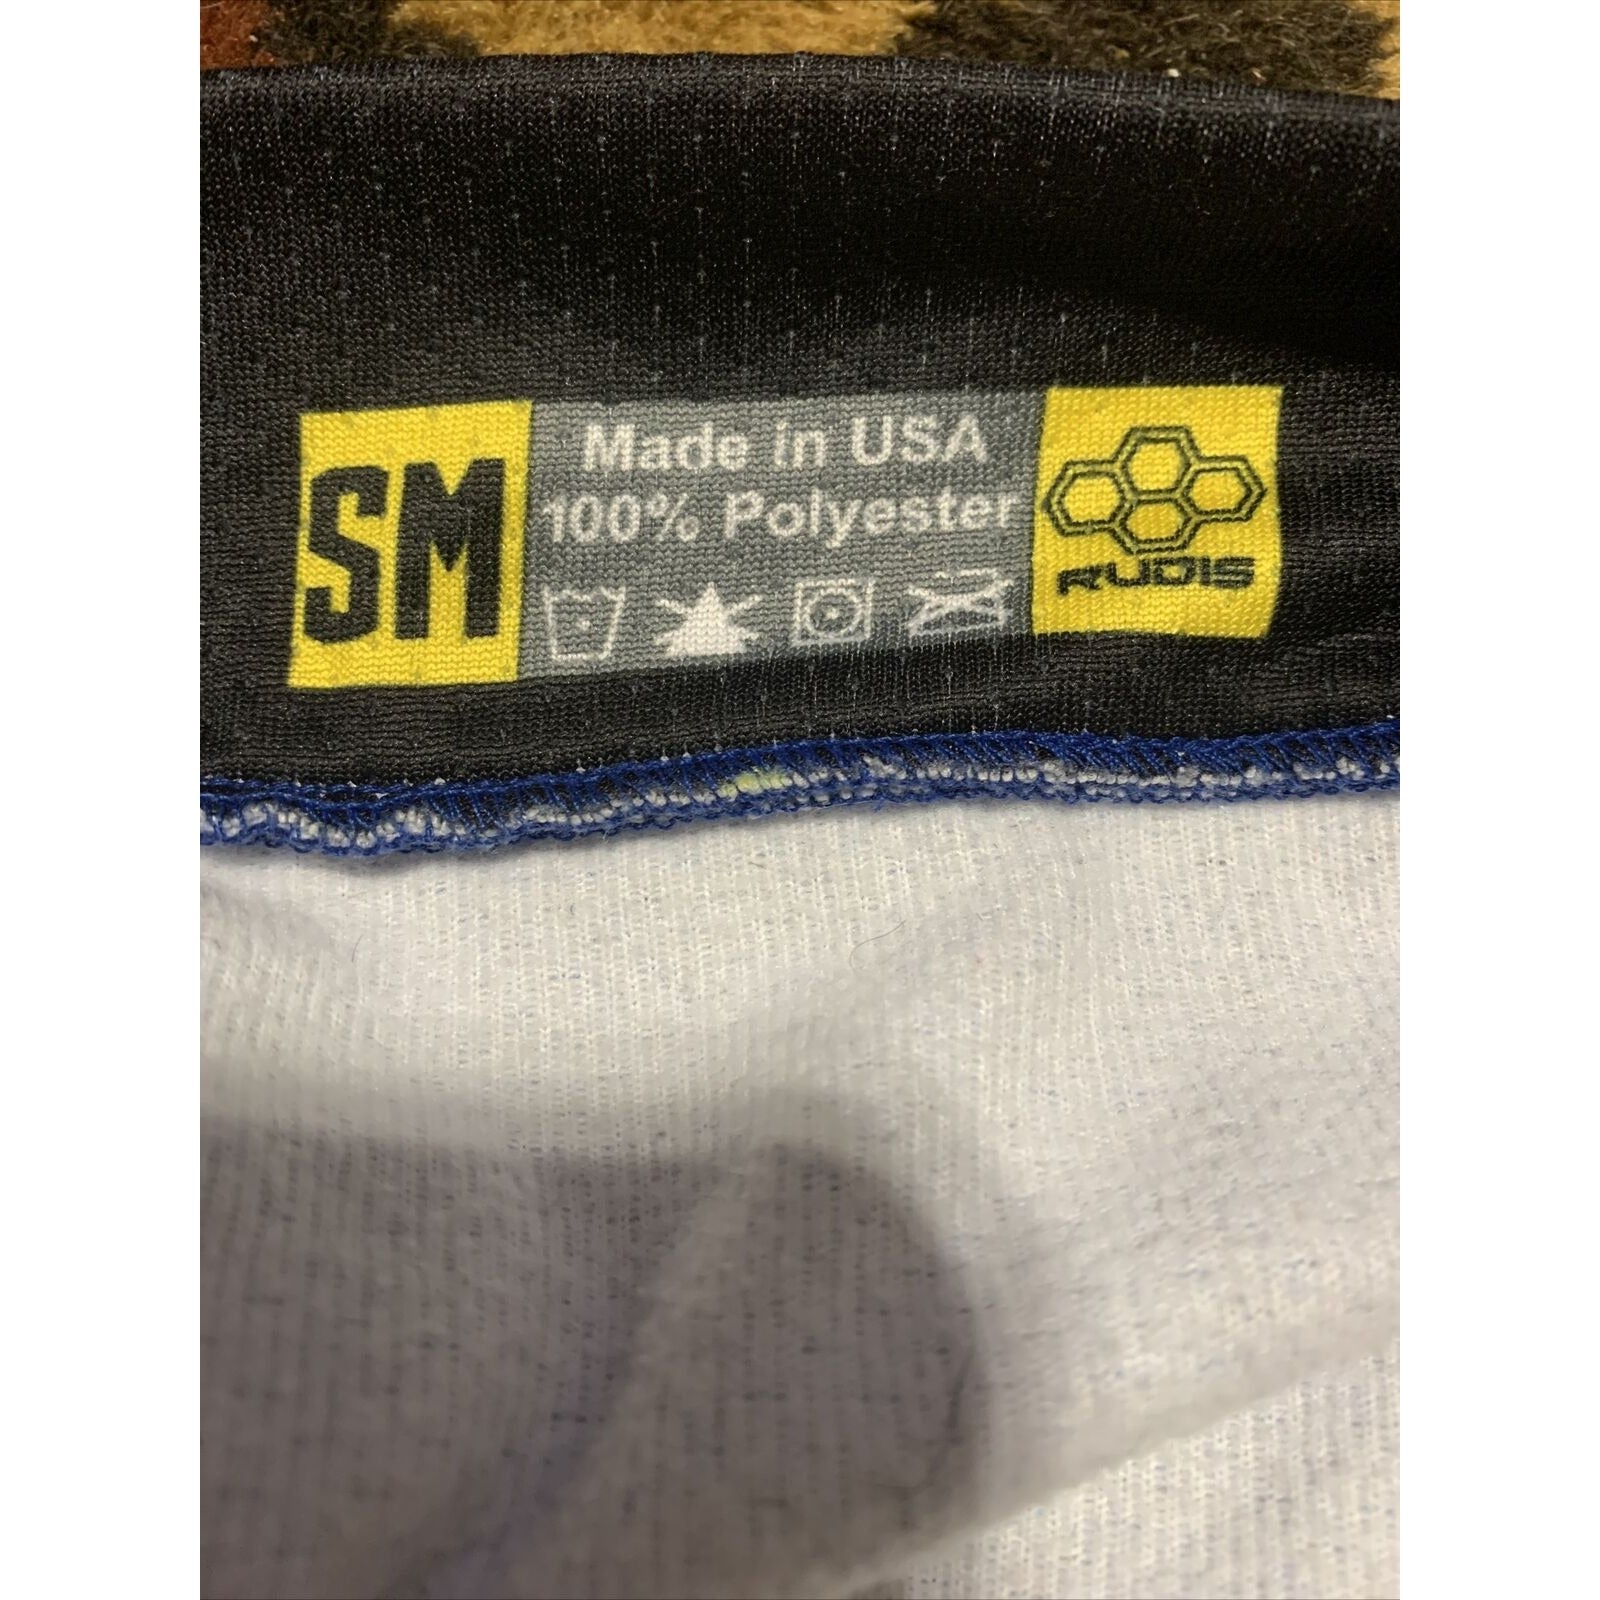 SM
Made in USA
100% Polyester
RUDIS